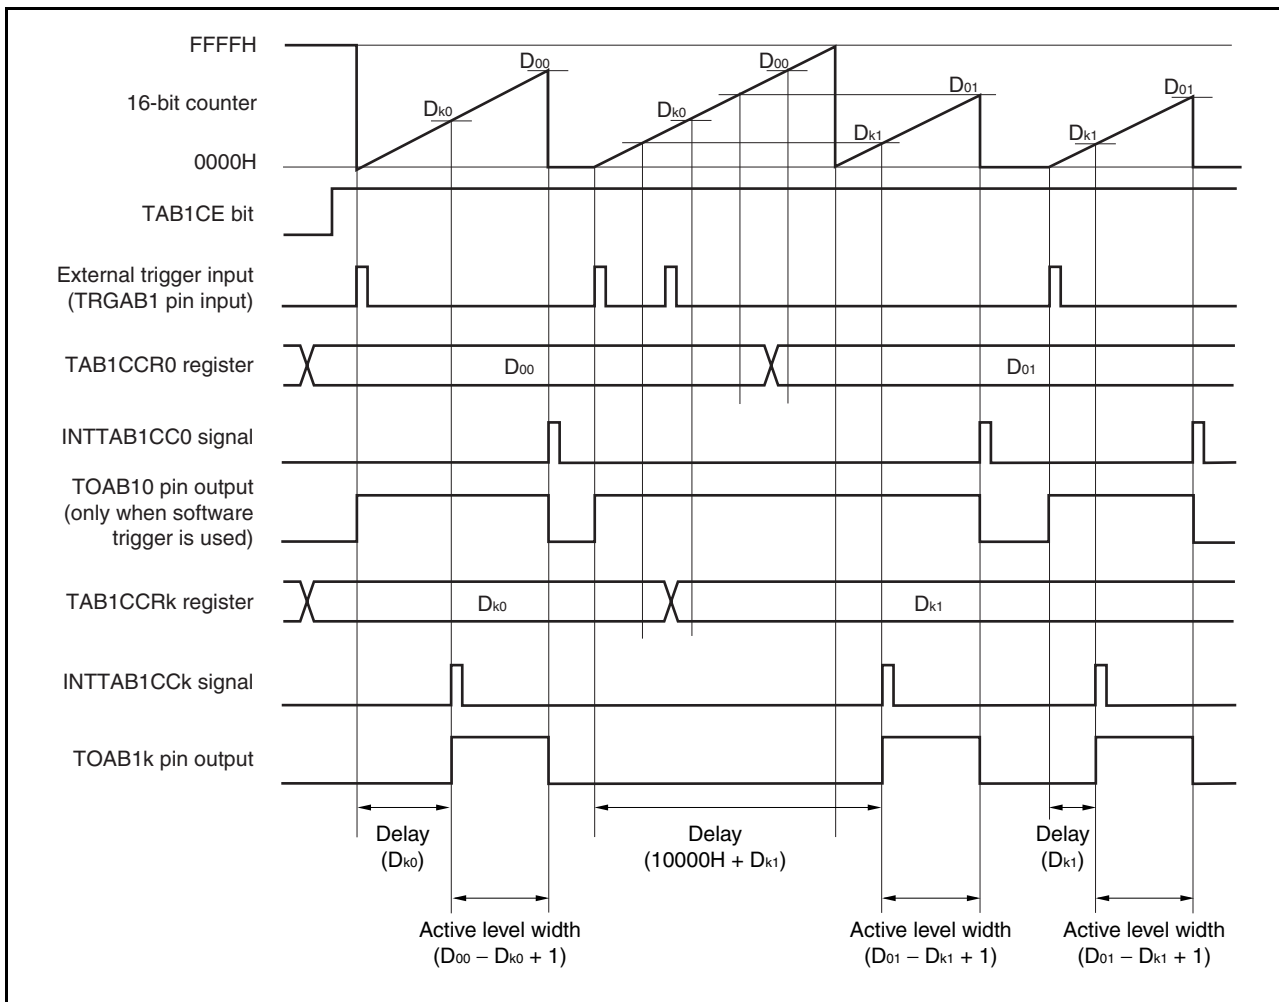 FFFFH
D00
D00
16-bit counter
Dk0
Dk0
D01
D01
Dk1
Dk1
0000H
TAB1CE bit
External trigger input
(TRGAB1 pin input)
TAB1CCR0 register
D00
D01
INTTAB1CC0 signal
TOAB10 pin output
(only when software
trigger is used)
TAB1CCRk register
Dk0
Dk1
INTTAB1CCk signal
TOAB1k pin output
Delay
(Dk0)
Delay
(10000H + Dk1)
Delay
(Dk1)
Active level width
(D00 − Dk0 + 1)
Active level width
(D01 − Dk1 + 1)
Active level width
(D01 − Dk1 + 1)